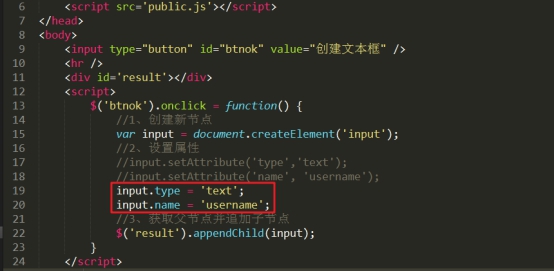 6 <script src='public.js'></script>
7 </head>
8 <body>
9 <input type="button" id="btnok" value="创建文本框" />
10 <hr />
11 <div id='result'></div>
12 <script>
13 $('btnok').onclick = function() {
14 //1、创建新节点
15 var input = document.createElement('input');
16 //2、设置属性
17 //input.setAttribute('type','text');
18 //input.setAttribute('name', 'username');
19 input.type = 'text';
20 input.name = 'username';
21 //3、获取父节点并追加子节点
22 $('result').appendChild(input);
23 }
24 </script>